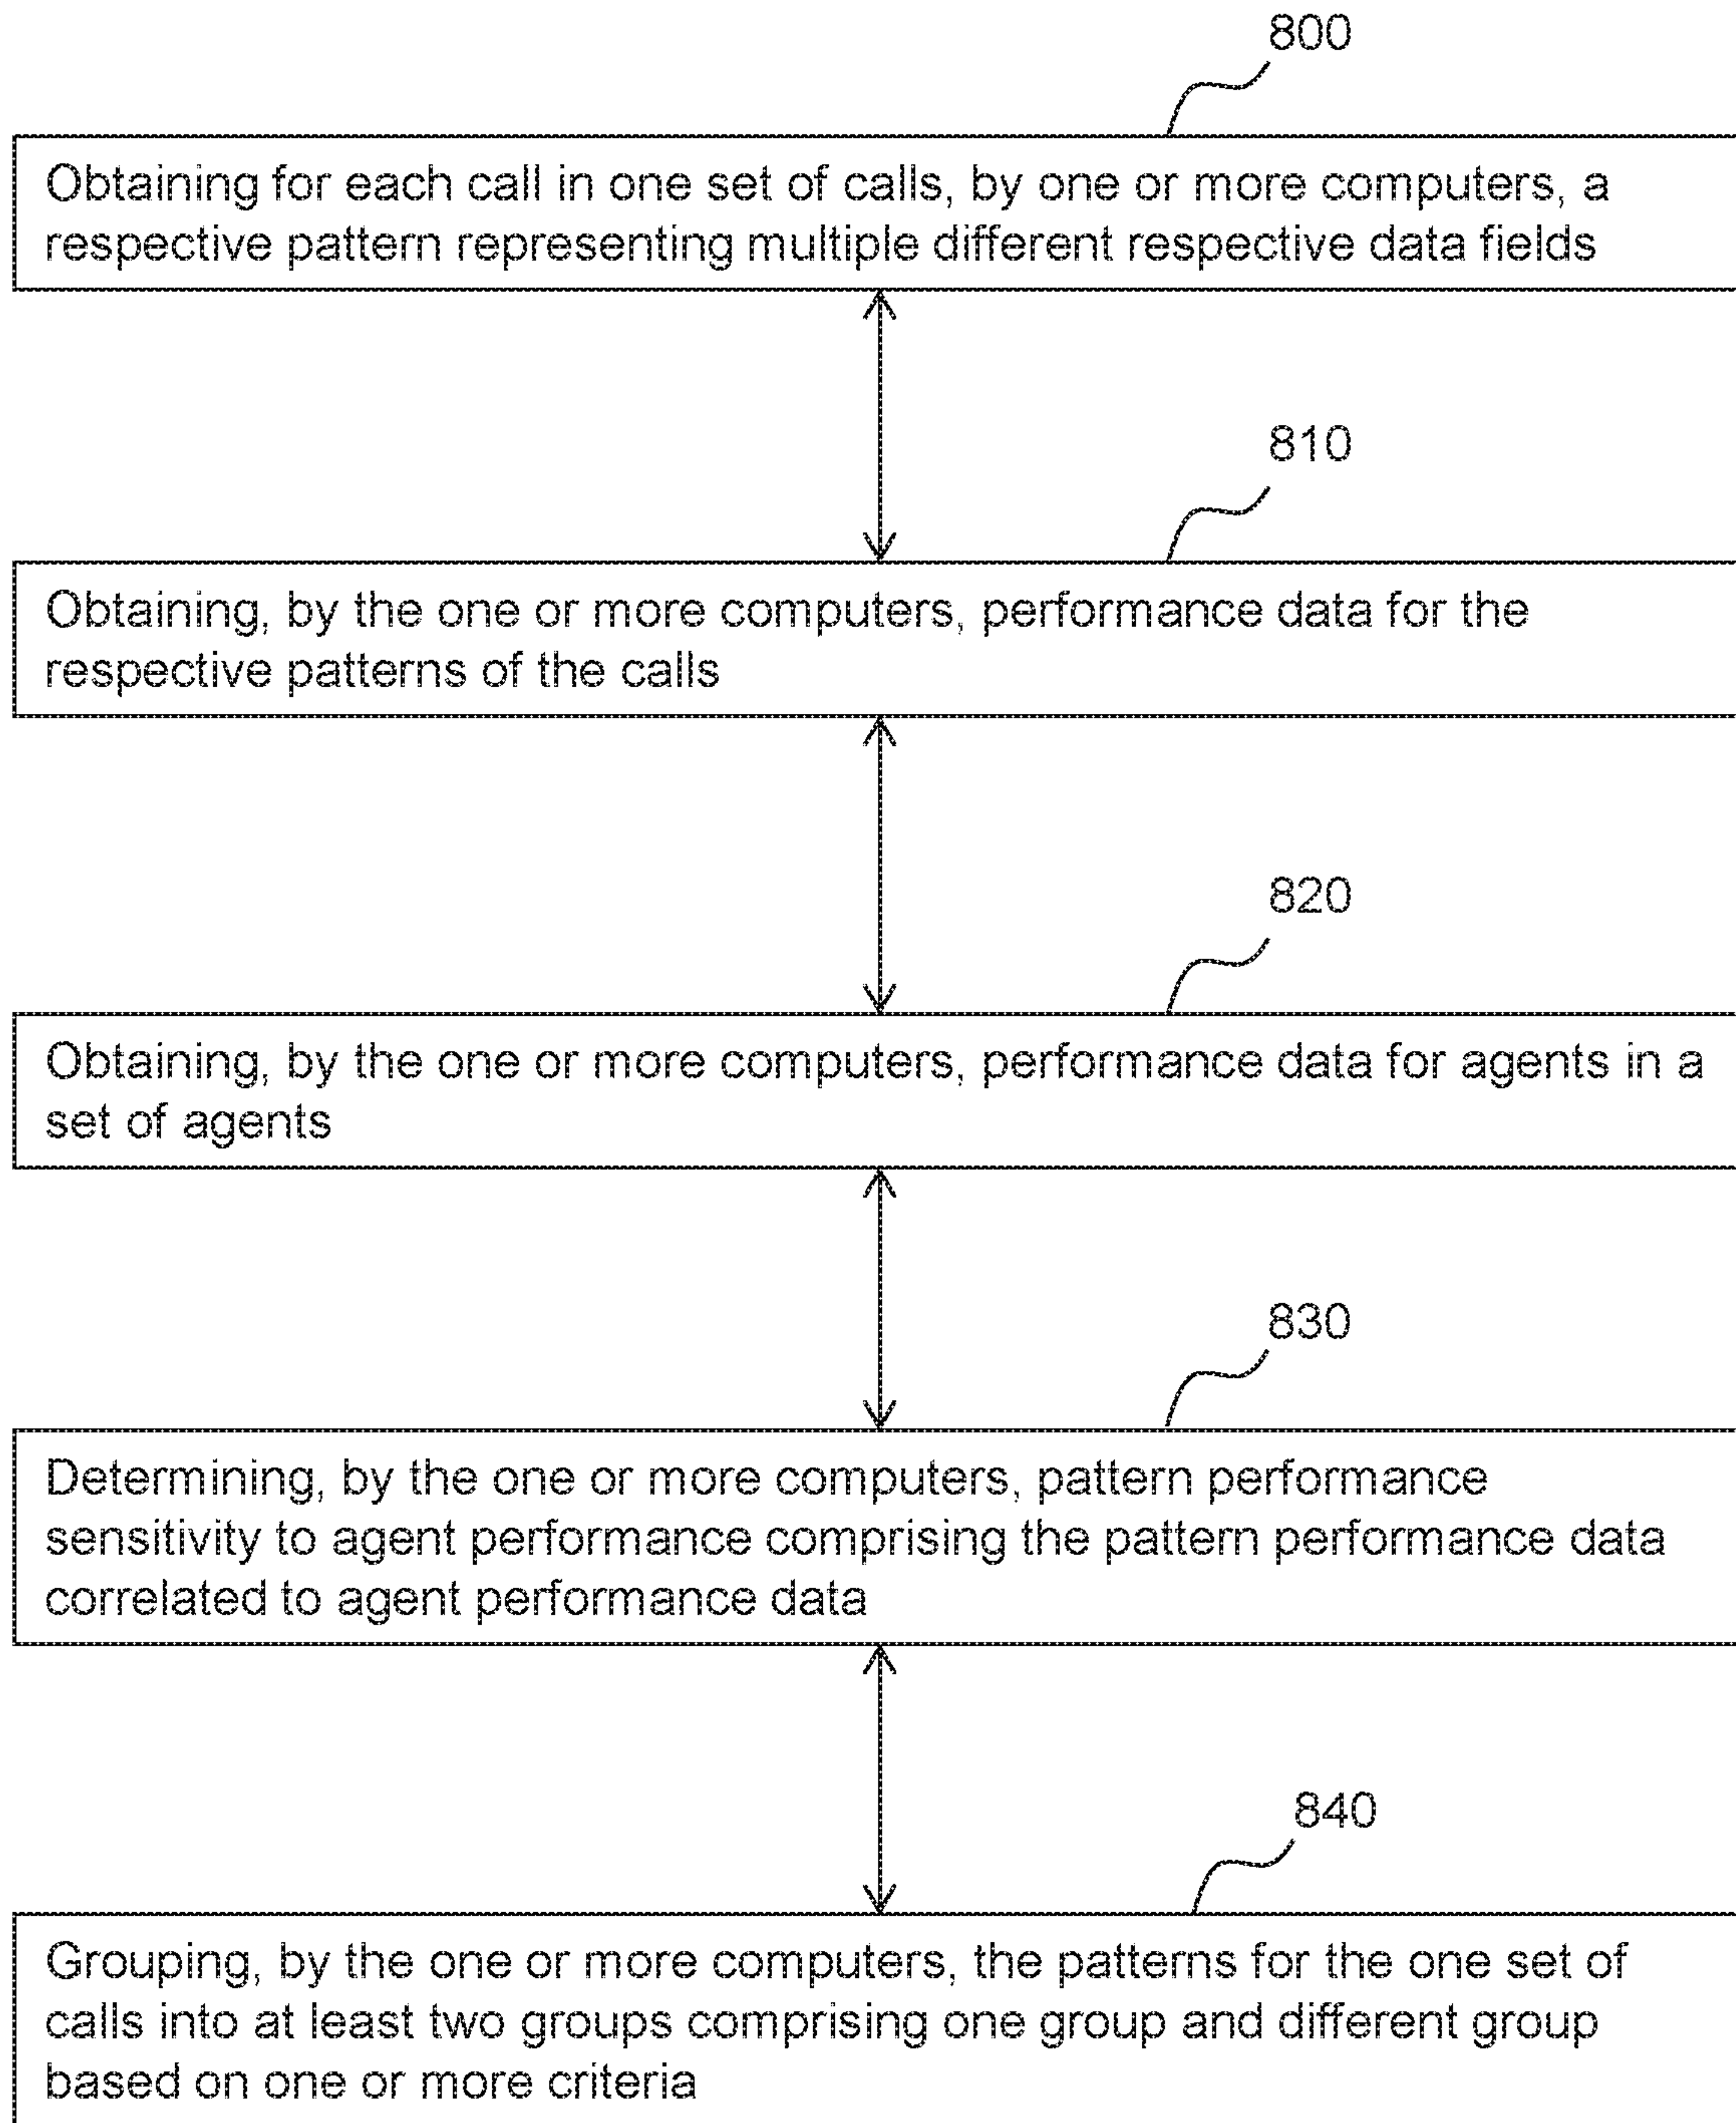 800
Obtaining for each call in one set of calls, by one or more computers, a
respective pattern representing multiple different respective data fields
810
Obtaining, by the one or more computers, performance data for the
respective patterns of the calls
820
Obtaining, by the one or more computers, performance data for agents in a
set of agents
830
Determining, by the one or more computers, pattern performance
sensitivity to agent performance comprising the pattern performance data
correlated to agent performance data
840
Grouping, by the one or more computers, the patterns for the one set of
calls into at least two groups comprising one group and different group
based on one or more criteria